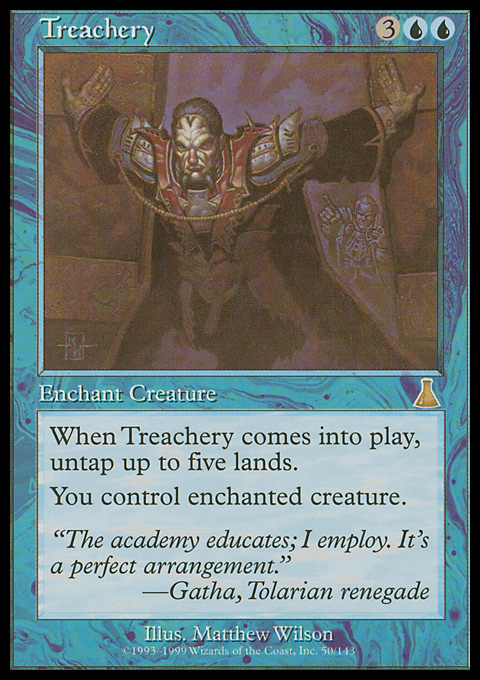 Treachery 3
Enchant Creature
When Treachery comes into play,
untap up to five lands.
You control enchanted creature.
“The academy educates; I employ. It’s
a perfect arrangement.”
—Gatha, Tolarian renegade
Illus. Matthew Wilson
©1993–1999 Wizards of the Coast, Inc. 50/143